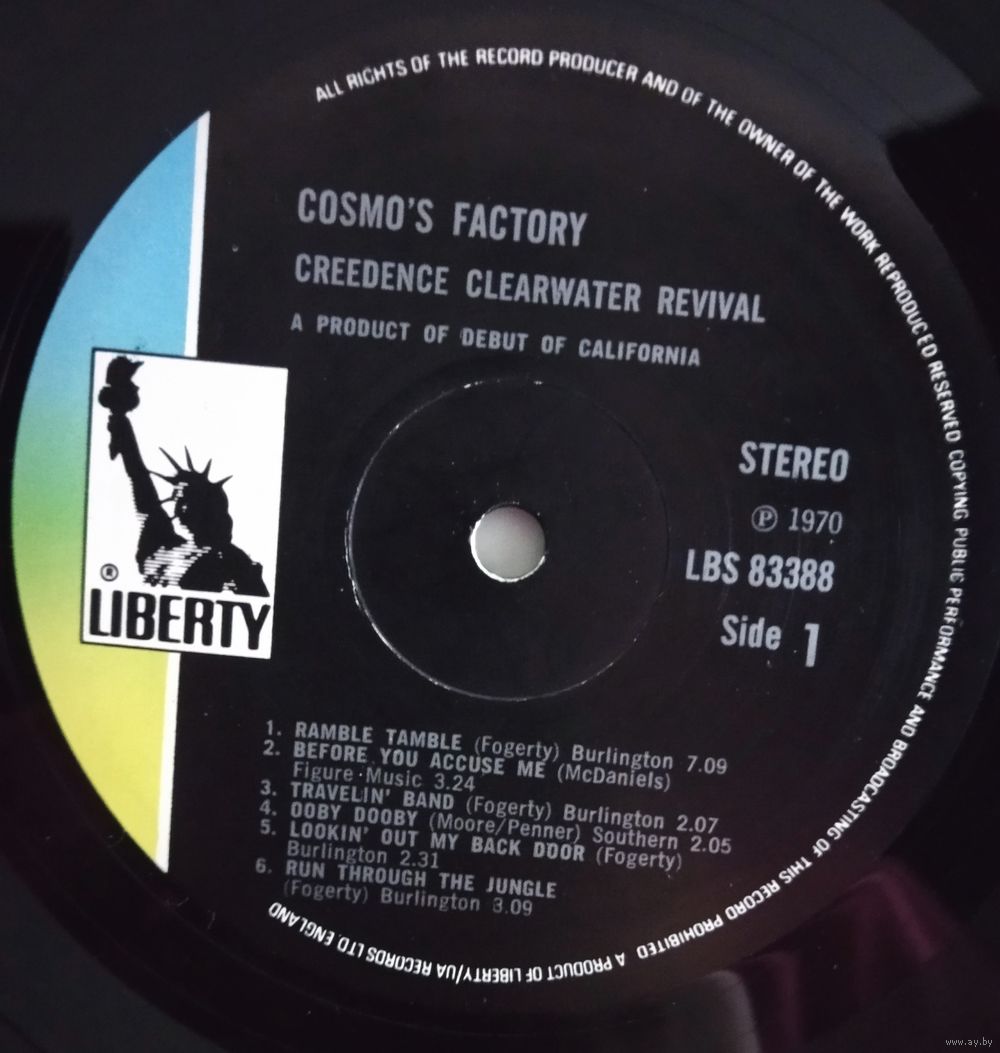 ALL RIGHTS OF THE RECORD PRODUCER AND OF THE OWNER OF THE WORK REPRODUCED RESERVED COPYING PUBLIC PERFORMANCE AND BROADCASTING OF THIS RECORD PROHIBITED A PRODUCT OF LIBERTY/UA RECORDS LTD. ENGLAND
COSMO'S FACTORY
CREEDENCE CLEARWATER REVIVAL
A PRODUCT OF DEBUT OF CALIFORNIA
STEREO
℗ 1970
LBS 83388
Side 1
®
LIBERTY
1. RAMBLE TAMBLE (Fogerty) Burlington 7.09
2. BEFORE YOU ACCUSE ME (McDaniels)
Figure Music 3.24
3. TRAVELIN' BAND (Fogerty) Burlington 2.07
4. OOBY DOOBY (Moore/Penner) Southern 2.05
5. LOOKIN' OUT MY BACK DOOR (Fogerty)
Burlington 2.31
6. RUN THROUGH THE JUNGLE
(Fogerty) Burlington 3.09
www.ay.by